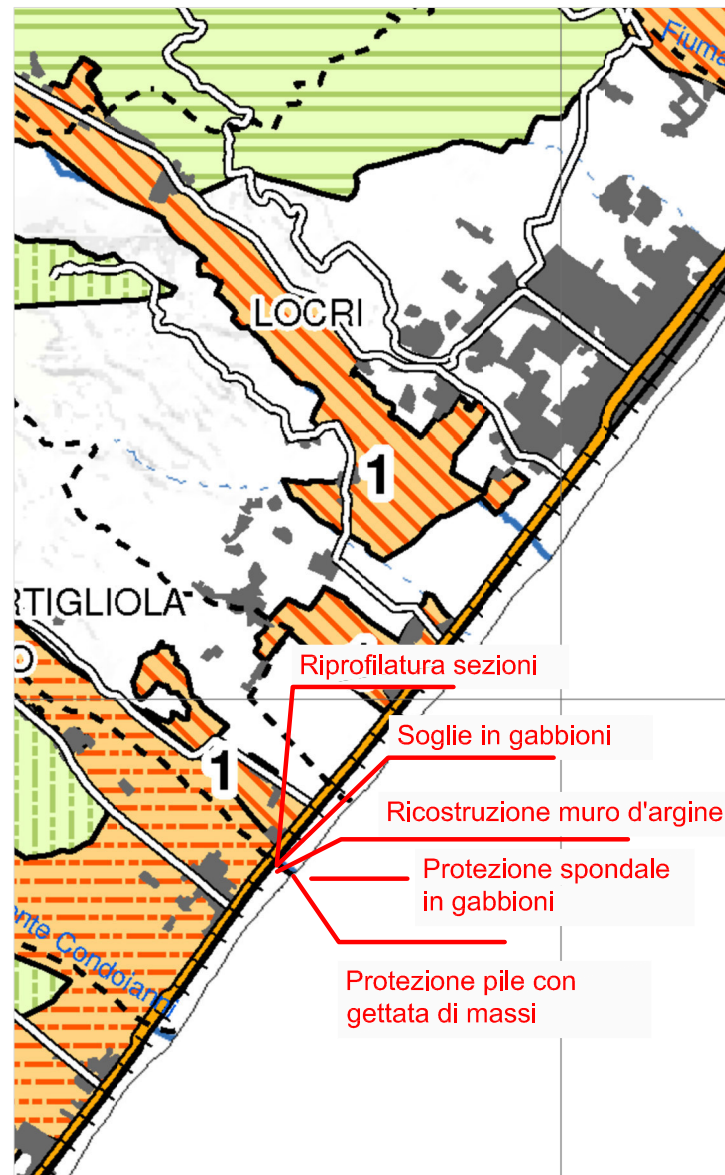 Fiuma
LOCRI
1
RTIGLIOLA
O
1
Riprofilatura sezioni
Soglie in gabbioni
Ricostruzione muro d'argine
Protezione spondale
in gabbioni
nte Condoianni
Protezione pile con
gettata di massi